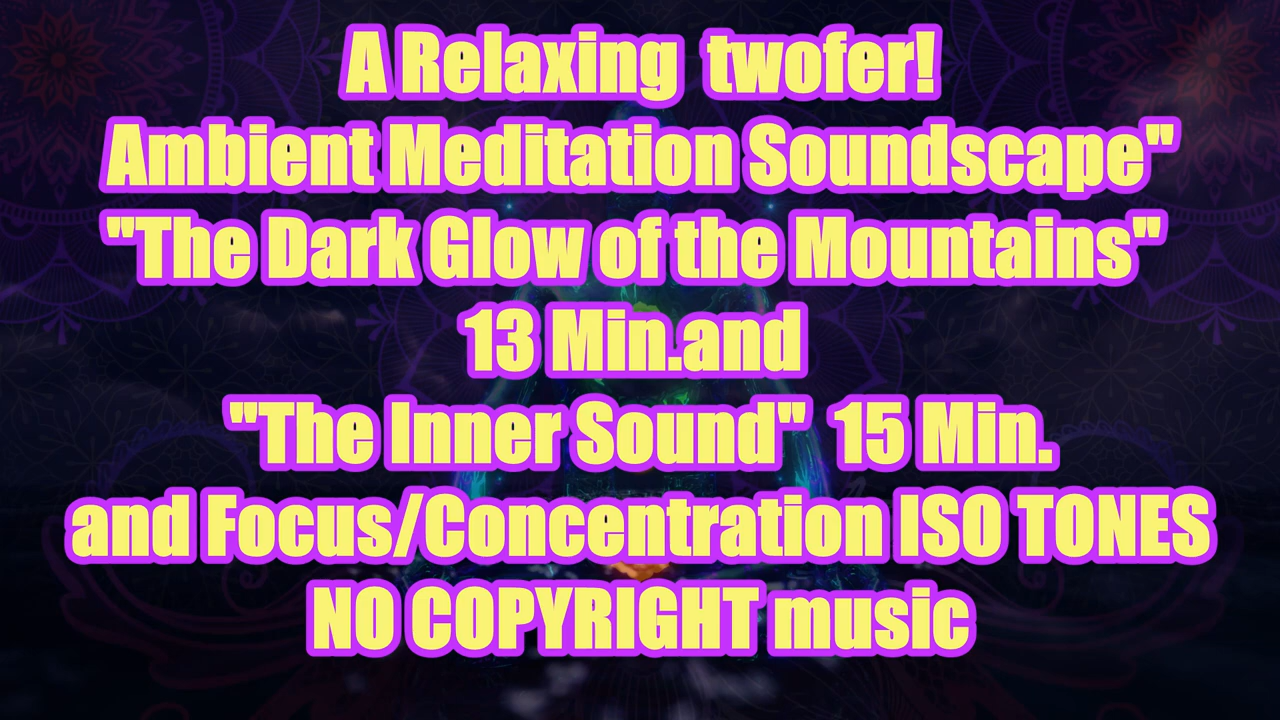 A Relaxing twofer!
Ambient Meditation Soundscape"
"The Dark Glow of the Mountains"
13 Min.and
"The Inner Sound" 15 Min.
and Focus/Concentration ISO TONES
NO COPYRIGHT music